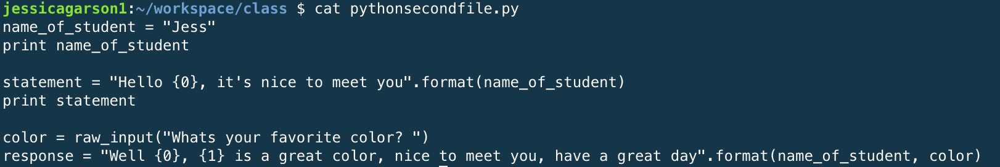 jessicagarson1:~/workspace/class $ cat pythonsecondfile.py
name_of_student = "Jess"
print name_of_student
statement = "Hello {0}, it's nice to meet you".format(name_of_student)
print statement
color = raw_input("Whats your favorite color? ")
response = "Well {0}, {1} is a great color, nice to meet you, have a great day".format(name_of_student, color)